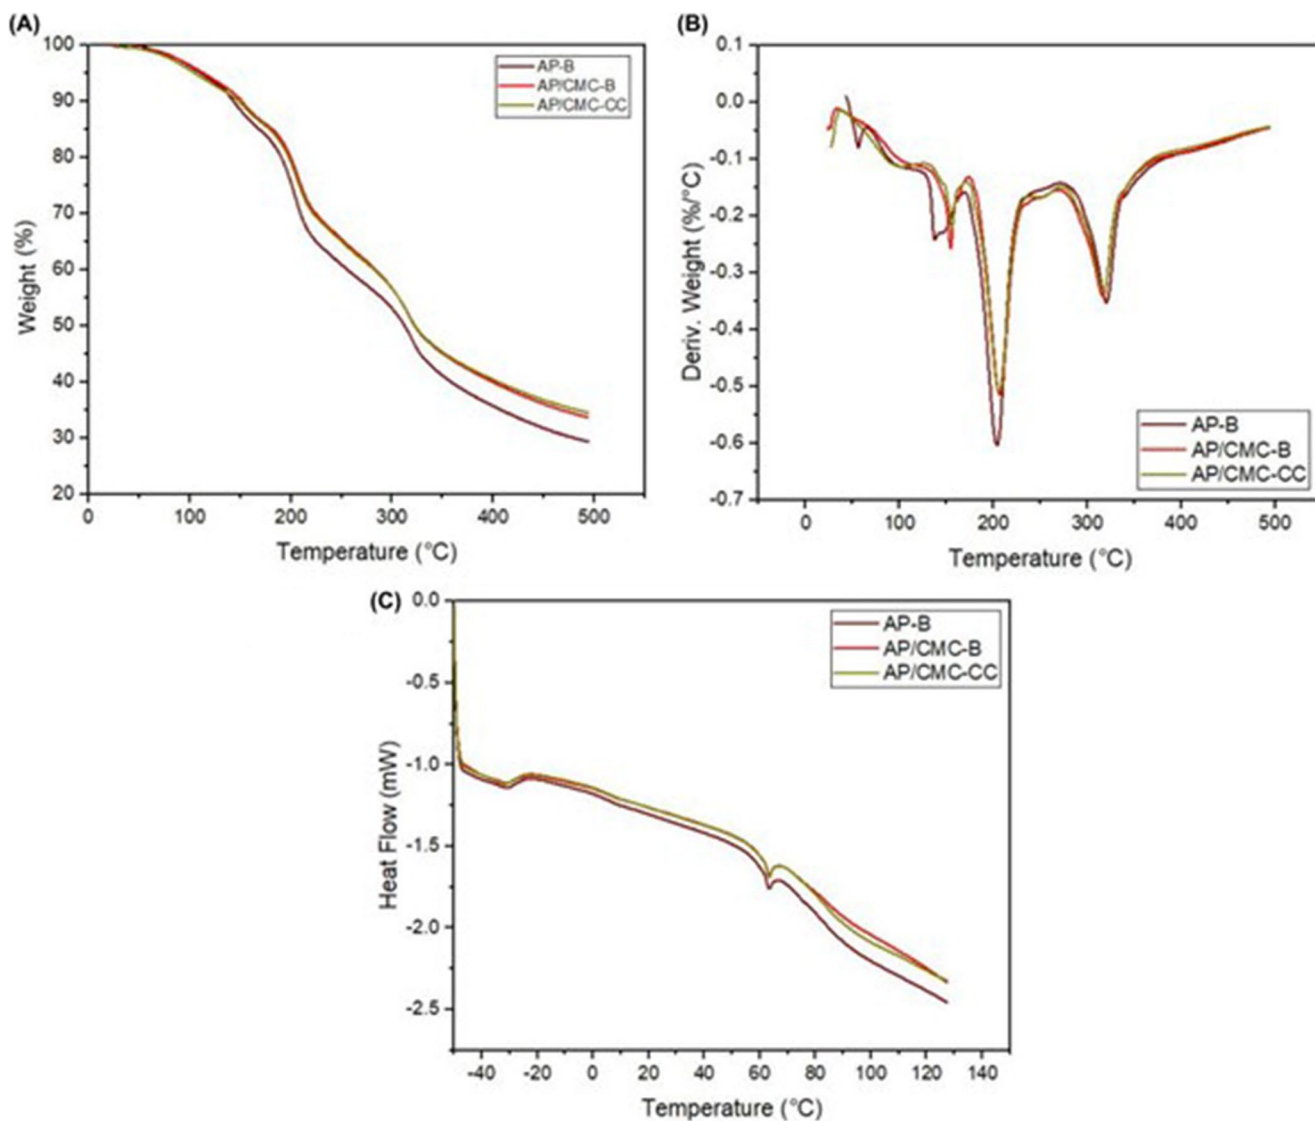 (A)
100
90
80
70
60
50
40
30
20
Weight (%)
AP-B
AP/CMC-B
AP/CMC-CC
0 100 200 300 400 500
Temperature (°C)
(B)
0.1
0.0
-0.1
-0.2
-0.3
-0.4
-0.5
-0.6
-0.7
Deriv. Weight (%/°C)
AP-B
AP/CMC-B
AP/CMC-CC
0 100 200 300 400 500
Temperature (°C)
(C)
0.0
-0.5
-1.0
-1.5
-2.0
-2.5
Heat Flow (mW)
AP-B
AP/CMC-B
AP/CMC-CC
-40 -20 0 20 40 60 80 100 120 140
Temperature (°C)